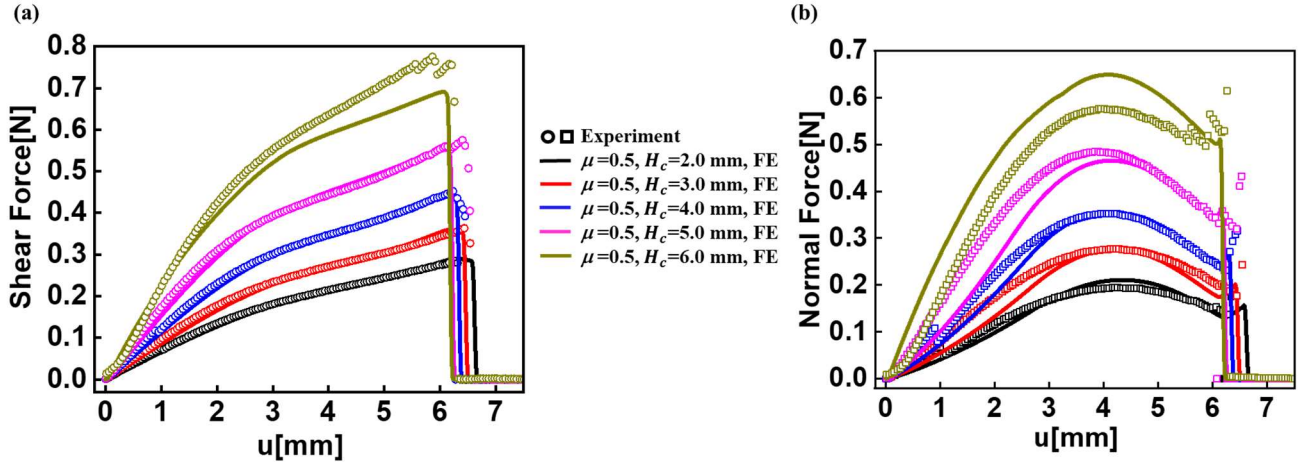 (a)
Shear Force[N]
0.8
0.7
0.6
0.5
0.4
0.3
0.2
0.1
0.0
0 1 2 3 4 5 6 7
u[mm]
Experiment
μ=0.5, Hc=2.0 mm, FE
μ=0.5, Hc=3.0 mm, FE
μ=0.5, Hc=4.0 mm, FE
μ=0.5, Hc=5.0 mm, FE
μ=0.5, Hc=6.0 mm, FE
(b)
Normal Force[N]
0.7
0.6
0.5
0.4
0.3
0.2
0.1
0.0
0 1 2 3 4 5 6 7
u[mm]